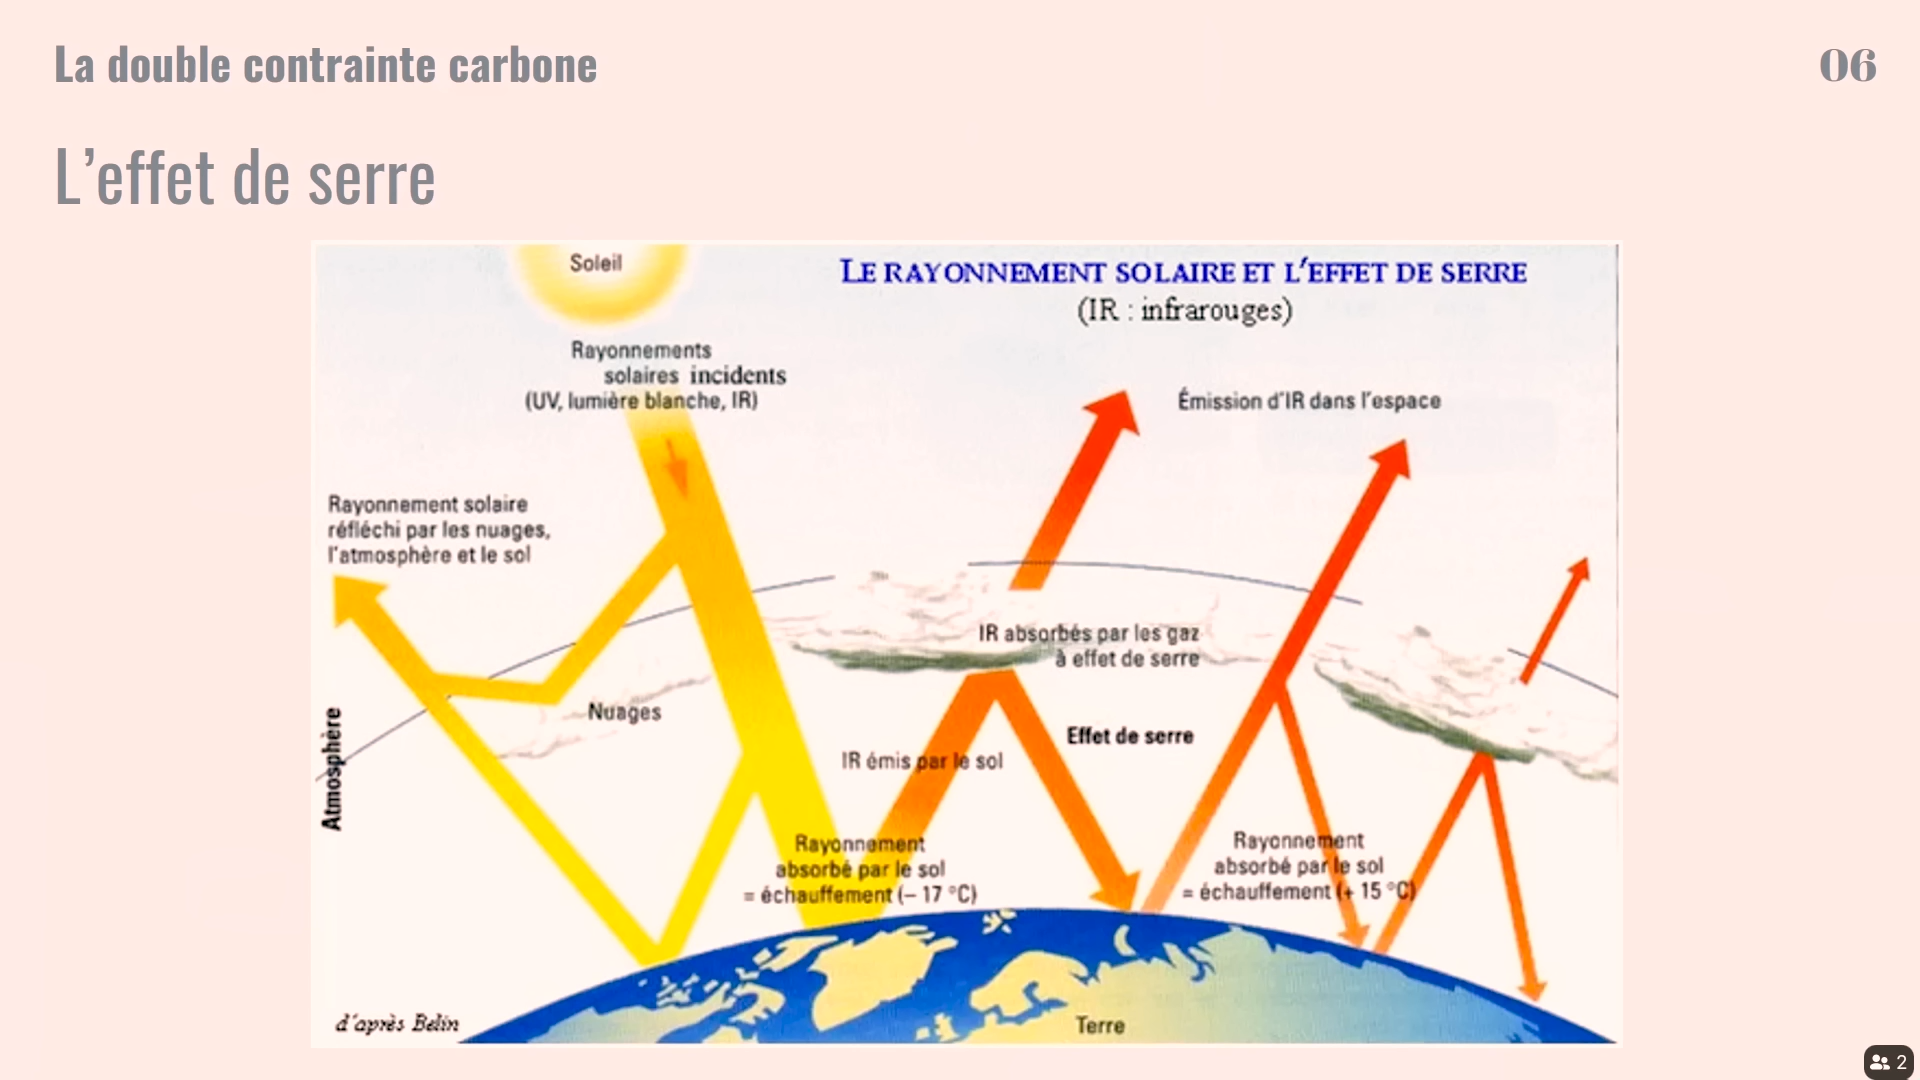 La double contrainte carbone
06
L’effet de serre
Soleil
LE RAYONNEMENT SOLAIRE ET L'EFFET DE SERRE
(IR : infrarouges)
Rayonnements
solaires incidents
(UV, lumière blanche, IR)
Émission d'IR dans l'espace
Rayonnement solaire
réfléchi par les nuages,
l'atmosphère et le sol
IR absorbés par les gaz
à effet de serre
Nuages
Atmosphère
Effet de serre
IR émis par le sol
Rayonnement
absorbé par le sol
= échauffement (– 17 °C)
Rayonnement
absorbé par le sol
= échauffement (+ 15 °C)
d'après Belin
Terre
2